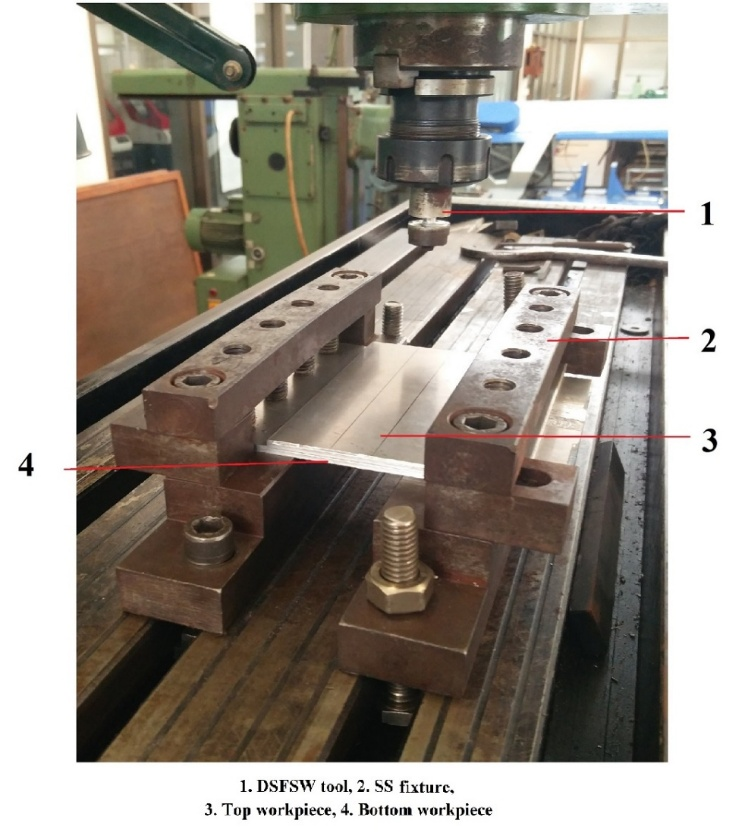 1
2
3
4
1. DSFSW tool, 2. SS fixture,
3. Top workpiece, 4. Bottom workpiece